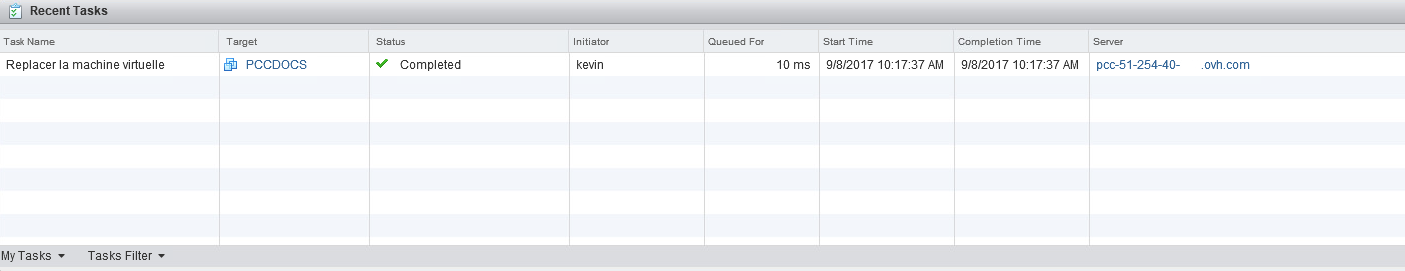 Recent Tasks
Task Name Target Status Initiator Queued For Start Time Completion Time Server
Replacer la machine virtuelle PCCDOCS Completed kevin 10 ms 9/8/2017 10:17:37 AM 9/8/2017 10:17:37 AM pcc-51-254-40- .ovh.com
My Tasks Tasks Filter